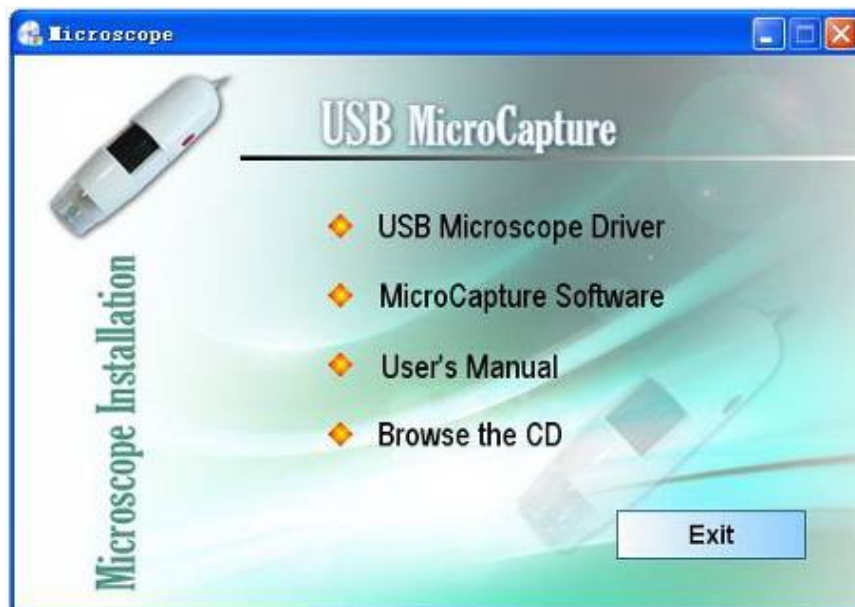 Microscope
USB MicroCapture
USB Microscope Driver
MicroCapture Software
User's Manual
Browse the CD
Microscope Installation
Exit